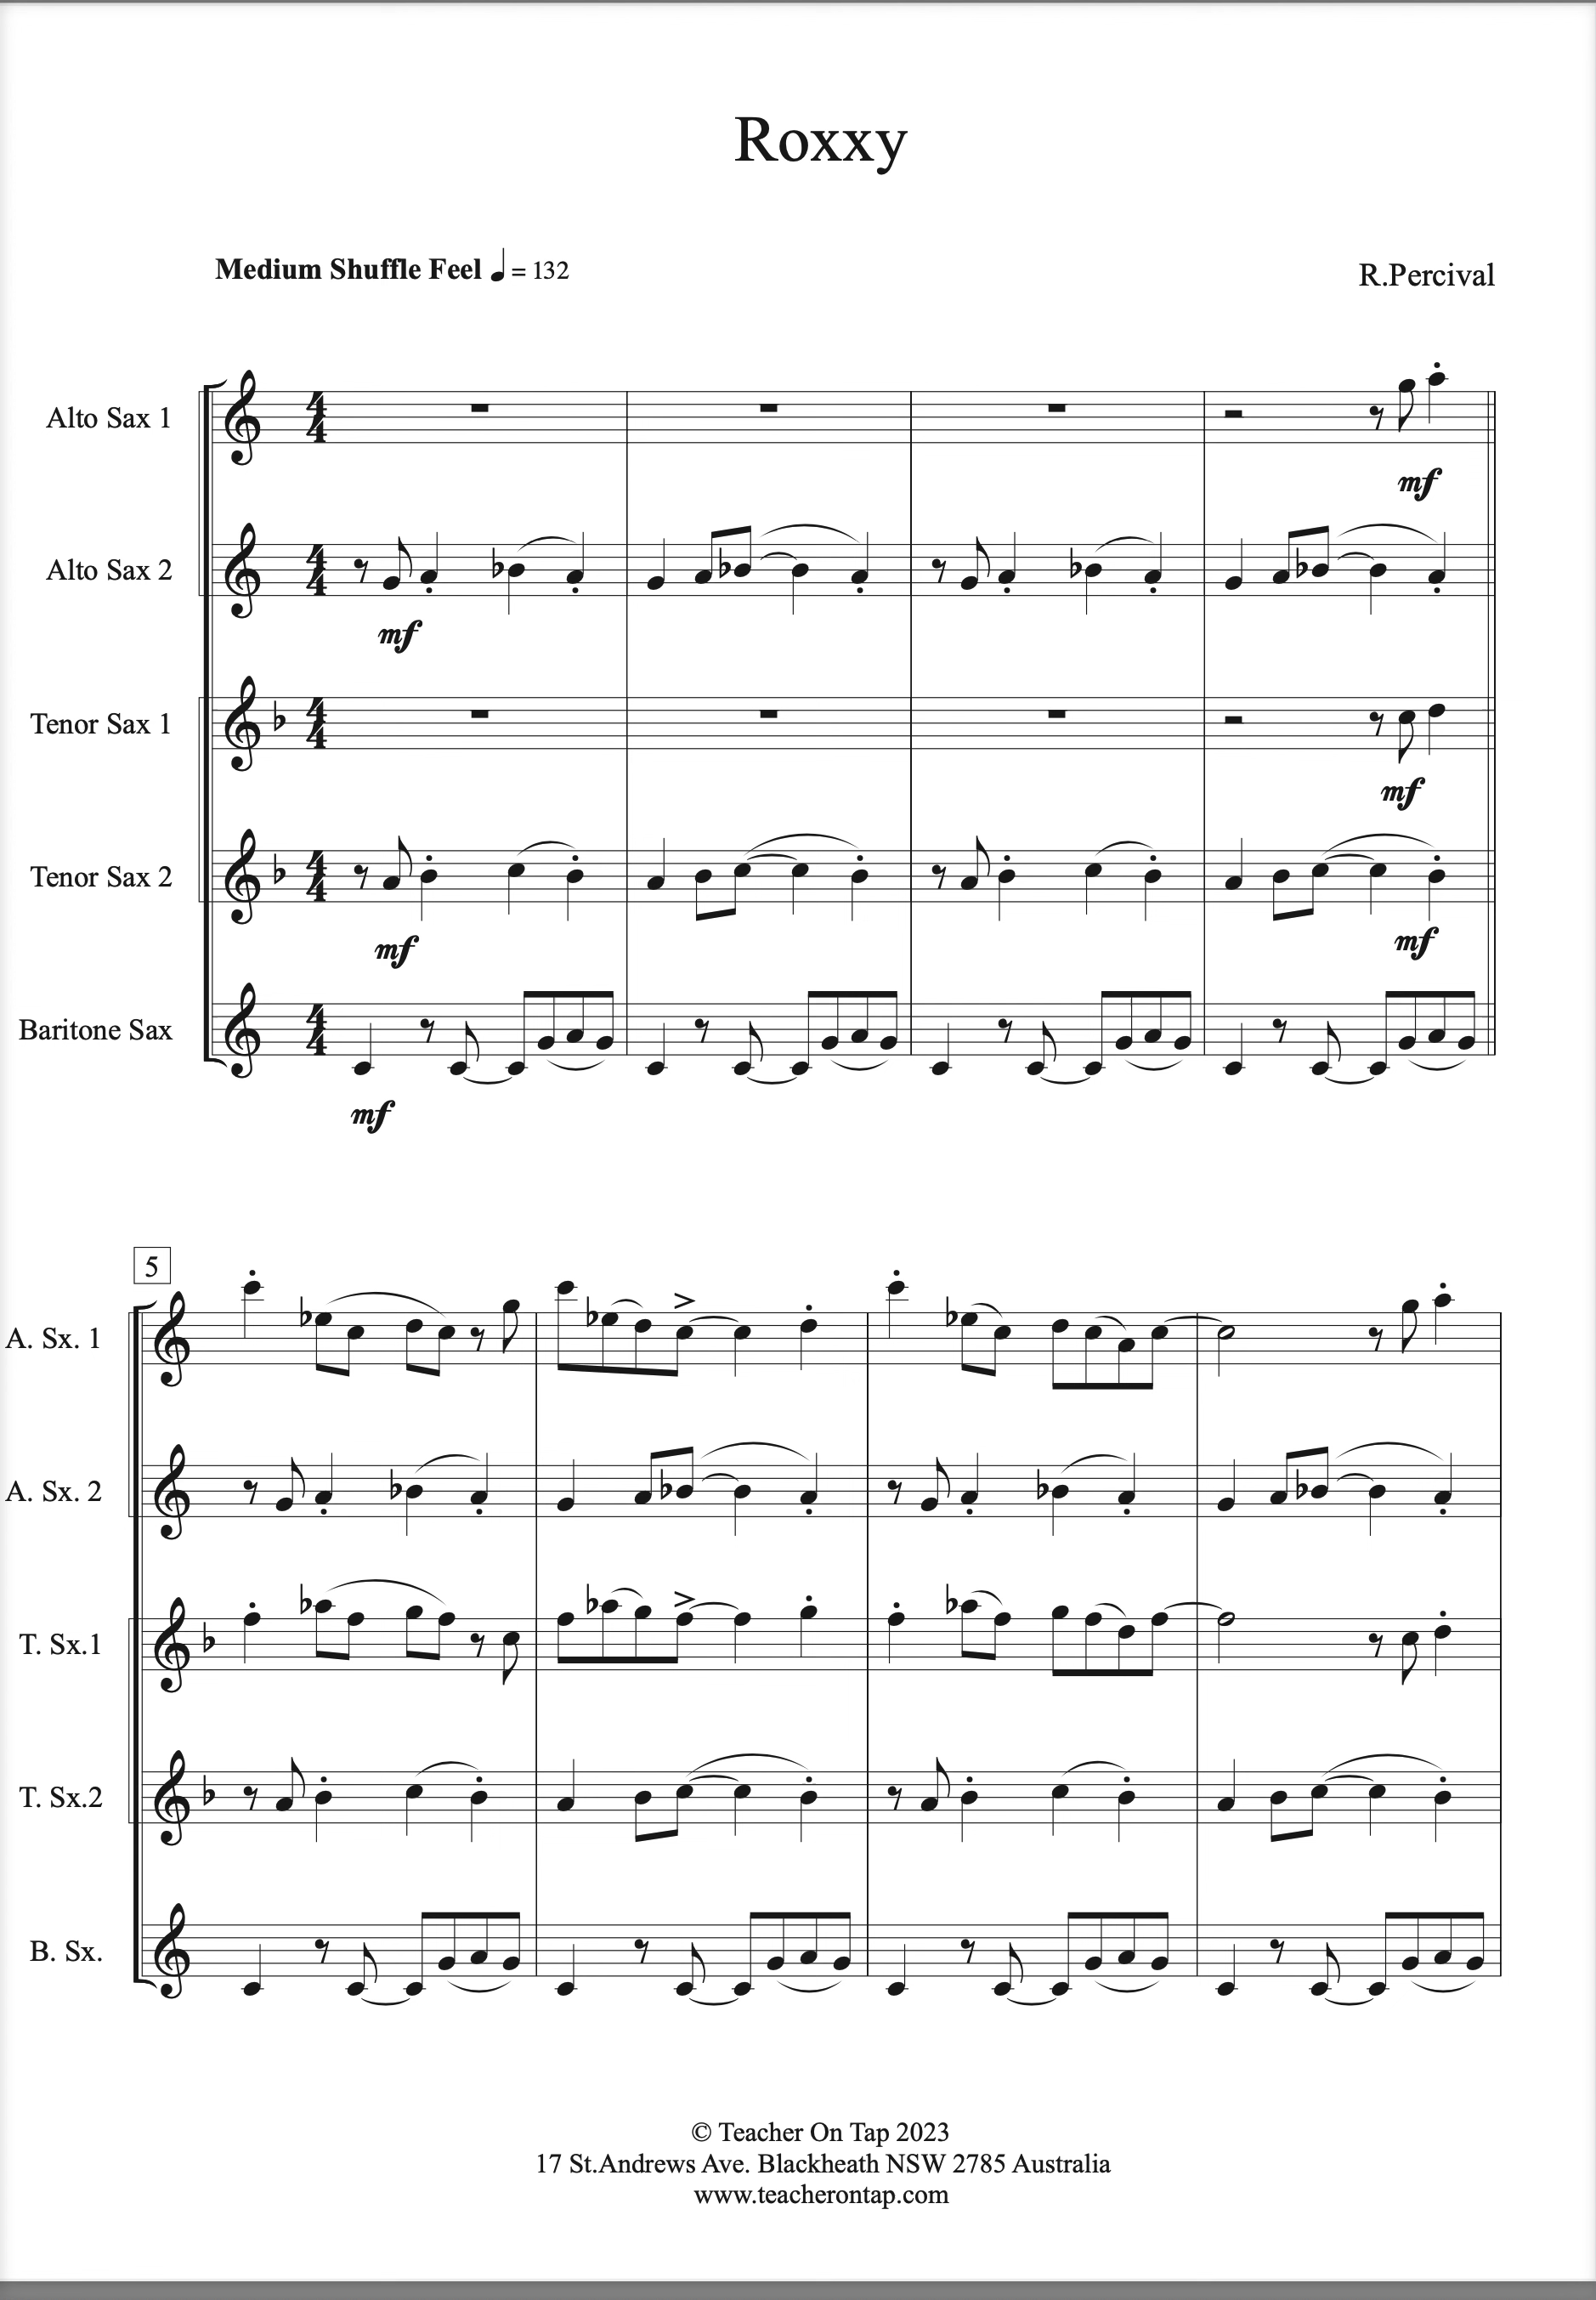 Roxxy
Medium Shuffle Feel ♩ = 132
R.Percival
Alto Sax 1
mf
Alto Sax 2
mf
Tenor Sax 1
mf
Tenor Sax 2
mf
mf
Baritone Sax
mf
5
A. Sx. 1
A. Sx. 2
T. Sx.1
T. Sx.2
B. Sx.
© Teacher On Tap 2023
17 St.Andrews Ave. Blackheath NSW 2785 Australia
www.teacherontap.com